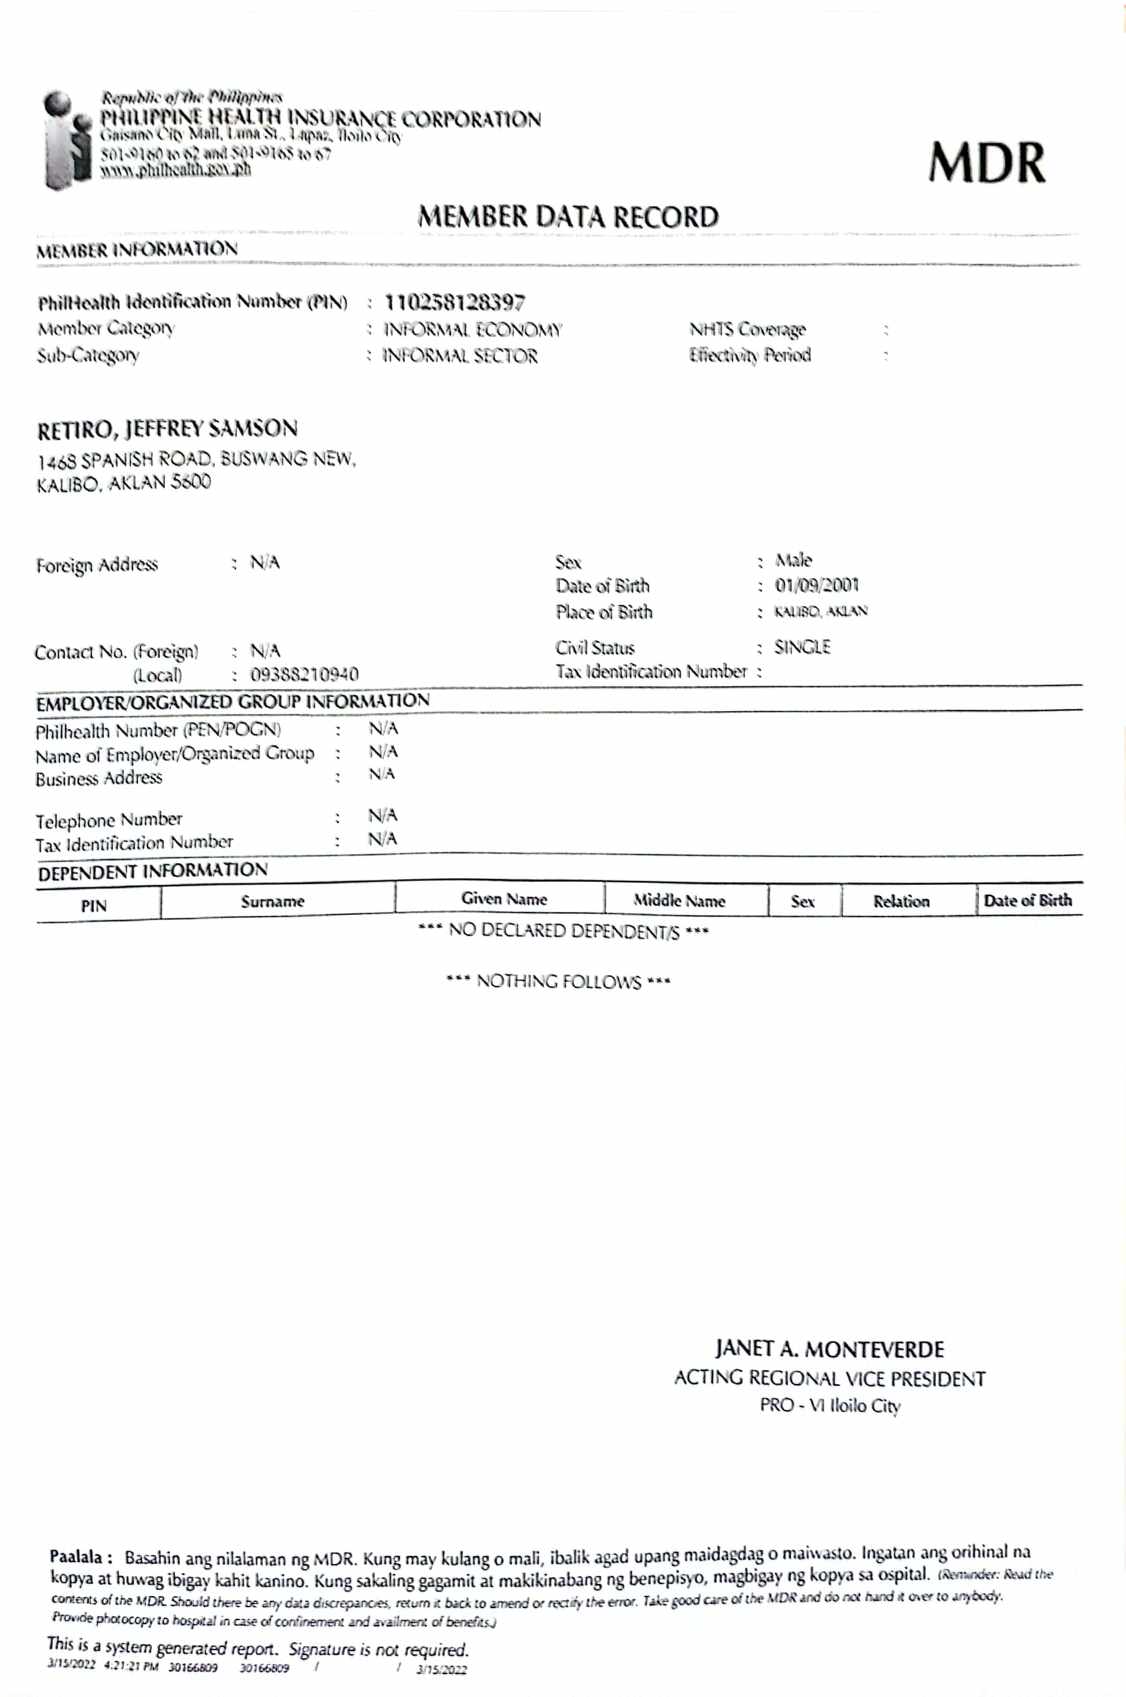 Republic of the Philippines
PHILIPPINE HEALTH INSURANCE CORPORATION
Gaisano City Mall, Luna St., Lapaz, Iloilo City
501-9160 to 62 and 501-9165 to 67
www.philhealth.gov.ph
MDR
MEMBER DATA RECORD
MEMBER INFORMATION
PhilHealth Identification Number (PIN) : 110258128397
Member Category : INFORMAL ECONOMY NHTS Coverage :
Sub-Category : INFORMAL SECTOR Effectivity Period :
RETIRO, JEFFREY SAMSON
1468 SPANISH ROAD, BUSWANG NEW,
KALIBO, AKLAN 5600
Foreign Address : N/A Sex : Male
Date of Birth : 01/09/2001
Place of Birth : KALIBO, AKLAN
Contact No. (Foreign) : N/A Civil Status : SINGLE
(Local) : 09388210940 Tax Identification Number :
EMPLOYER/ORGANIZED GROUP INFORMATION
Philhealth Number (PEN/POGN) : N/A
Name of Employer/Organized Group : N/A
Business Address : N/A
Telephone Number : N/A
Tax Identification Number : N/A
DEPENDENT INFORMATION
PIN Surname Given Name Middle Name Sex Relation Date of Birth
*** NO DECLARED DEPENDENT/S ***
*** NOTHING FOLLOWS ***
JANET A. MONTEVERDE
ACTING REGIONAL VICE PRESIDENT
PRO - VI Iloilo City
Paalala : Basahin ang nilalaman ng MDR. Kung may kulang o mali, ibalik agad upang maidagdag o maiwasto. Ingatan ang orihinal na
kopya at huwag ibigay kahit kanino. Kung sakaling gagamit at makikinabang ng benepisyo, magbigay ng kopya sa ospital. (Reminder: Read the
contents of the MDR. Should there be any data discrepancies, return it back to amend or rectify the error. Take good care of the MDR and do not hand it over to anybody.
Provide photocopy to hospital in case of confinement and availment of benefits.)
This is a system generated report. Signature is not required.
3/15/2022 4:21:21 PM 30166809 30166809 / / 3/15/2022